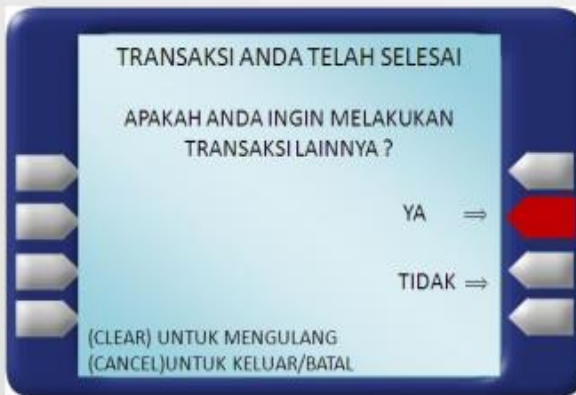 TRANSAKSI ANDA TELAH SELESAI
APAKAH ANDA INGIN MELAKUKAN
TRANSAKSI LAINNYA ?
YA ⇒
TIDAK ⇒
(CLEAR) UNTUK MENGULANG
(CANCEL)UNTUK KELUAR/BATAL